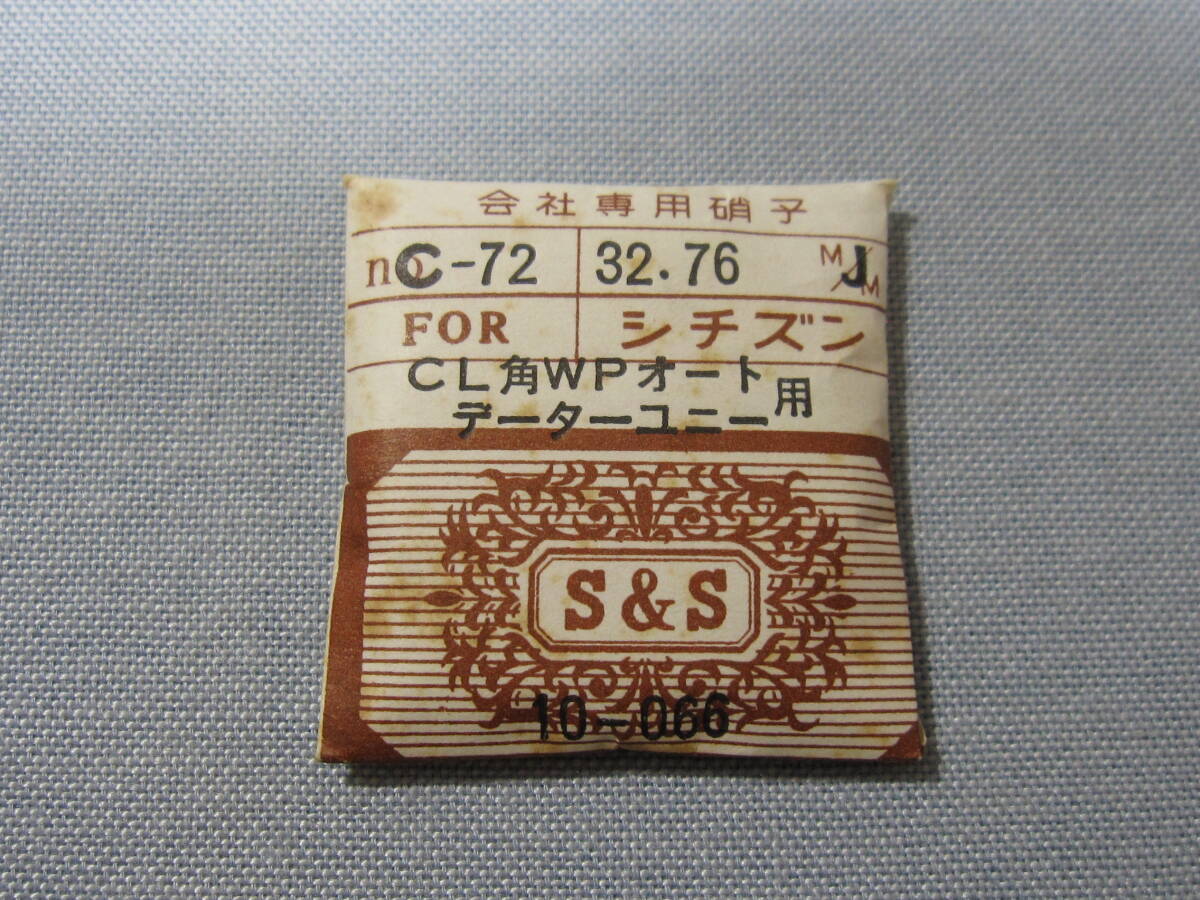 会社専用硝子
no C-72 32.76 M/M J
FOR シチズン
CL角WPオート
データーユニー用
S&S
10-066